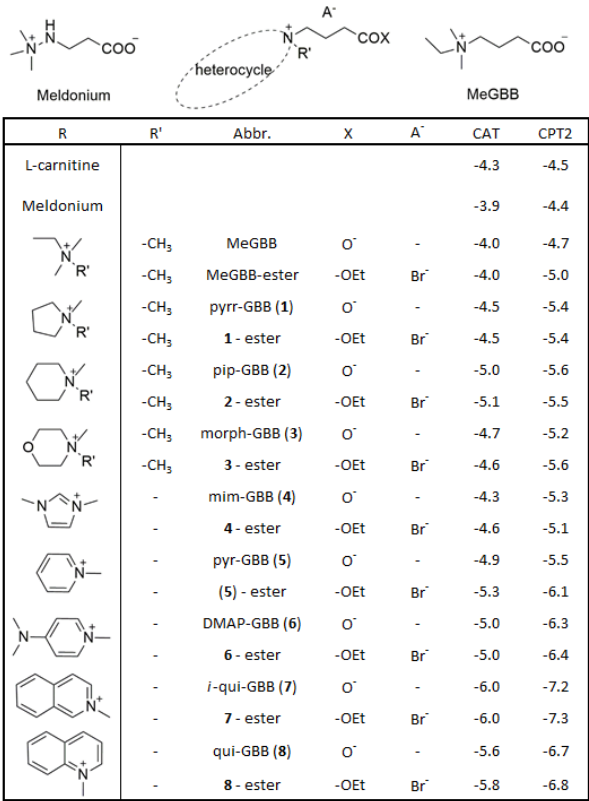 A⁻
H
N⁺
N
COO⁻
N⁺
R'
COX
heterocycle
N⁺
COO⁻
Meldonium
MeGBB
R R' Abbr. X A⁻ CAT CPT2
L-carnitine -4.3 -4.5
Meldonium -3.9 -4.4
N⁺ R' -CH₃ MeGBB O⁻ - -4.0 -4.7
-CH₃ MeGBB-ester -OEt Br⁻ -4.0 -5.0
N⁺ R' -CH₃ pyrr-GBB (1) O⁻ - -4.5 -5.4
-CH₃ 1 - ester -OEt Br⁻ -4.5 -5.4
N⁺ R' -CH₃ pip-GBB (2) O⁻ - -5.0 -5.6
-CH₃ 2 - ester -OEt Br⁻ -5.1 -5.5
O N⁺ R' -CH₃ morph-GBB (3) O⁻ - -4.7 -5.2
-CH₃ 3 - ester -OEt Br⁻ -4.6 -5.6
N N⁺ - mim-GBB (4) O⁻ - -4.3 -5.3
- 4 - ester -OEt Br⁻ -4.6 -5.1
N⁺ - pyr-GBB (5) O⁻ - -4.9 -5.5
- (5) - ester -OEt Br⁻ -5.3 -6.1
N N⁺ - DMAP-GBB (6) O⁻ - -5.0 -6.3
- 6 - ester -OEt Br⁻ -5.0 -6.4
N⁺ - i-qui-GBB (7) O⁻ - -6.0 -7.2
- 7 - ester -OEt Br⁻ -6.0 -7.3
N⁺ - qui-GBB (8) O⁻ - -5.6 -6.7
- 8 - ester -OEt Br⁻ -5.8 -6.8